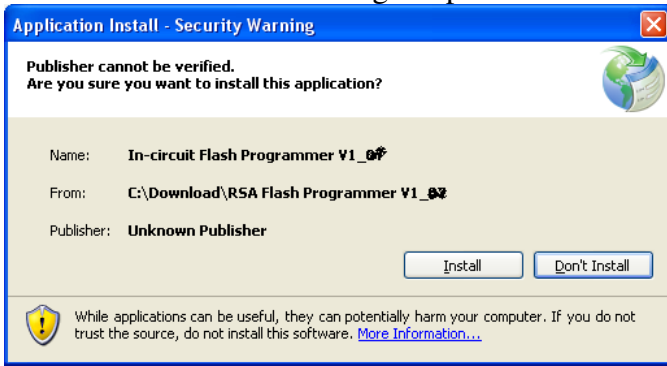 Application Install - Security Warning
Publisher cannot be verified.
Are you sure you want to install this application?
Name: In-circuit Flash Programmer V1_
From: C:\Download\RSA Flash Programmer V1_
Publisher: Unknown Publisher
Install Don't Install
While applications can be useful, they can potentially harm your computer. If you do not
trust the source, do not install this software. More Information...